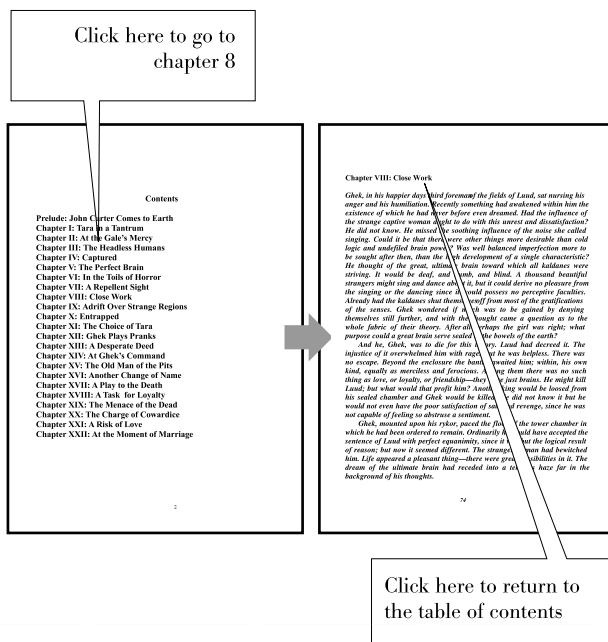 Click here to go to
chapter 8
Contents
Prelude: John Carter Comes to Earth
Chapter I: Tara in a Tantrum
Chapter II: At the Gale's Mercy
Chapter III: The Headless Humans
Chapter IV: Captured
Chapter V: The Perfect Brain
Chapter VI: In the Toils of Horror
Chapter VII: A Repellent Sight
Chapter VIII: Close Work
Chapter IX: Adrift Over Strange Regions
Chapter X: Entrapped
Chapter XI: The Choice of Tara
Chapter XII: Ghek Plays Pranks
Chapter XIII: A Desperate Deed
Chapter XIV: At Ghek's Command
Chapter XV: The Old Man of the Pits
Chapter XVI: Another Change of Name
Chapter XVII: A Play to the Death
Chapter XVIII: A Task for Loyalty
Chapter XIX: The Menace of the Dead
Chapter XX: The Charge of Cowardice
Chapter XXI: A Risk of Love
Chapter XXII: At the Moment of Marriage
2
Chapter VIII: Close Work
Ghek, in his happier days third foreman of the fields of Luud, sat nursing his
anger and his humiliation. Recently something had awakened within him the
existence of which he had never before even dreamed. Had the influence of
the strange captive woman aught to do with this unrest and dissatisfaction?
He did not know. He missed the soothing influence of the noise she called
singing. Could it be that there were other things more desirable than cold
logic and undefiled brain power? Was well balanced imperfection more to
be sought after then, than the high development of a single characteristic?
He thought of the great, ultimate brain toward which all kaldanes were
striving. It would be deaf, and dumb, and blind. A thousand beautiful
strangers might sing and dance about it, but it could derive no pleasure from
the singing or the dancing since it would possess no perceptive faculties.
Already had the kaldanes shut themselves off from most of the gratifications
of the senses. Ghek wondered if much was to be gained by denying
themselves still further, and with the thought came a question as to the
whole fabric of their theory. After all perhaps the girl was right; what
purpose could a great brain serve sealed in the bowels of the earth?
And he, Ghek, was to die for this theory. Luud had decreed it. The
injustice of it overwhelmed him with rage. But he was helpless. There was
no escape. Beyond the enclosure the banths awaited him; within, his own
kind, equally as merciless and ferocious. Among them there was no such
thing as love, or loyalty, or friendship—they were just brains. He might kill
Luud; but what would that profit him? Another king would be loosed from
his sealed chamber and Ghek would be killed. He did not know it but he
would not even have the poor satisfaction of satisfied revenge, since he was
not capable of feeling so abstruse a sentiment.
Ghek, mounted upon his rykor, paced the floor of the tower chamber in
which he had been ordered to remain. Ordinarily he would have accepted the
sentence of Luud with perfect equanimity, since it was but the logical result
of reason; but now it seemed different. The strange woman had bewitched
him. Life appeared a pleasant thing—there were great possibilities in it. The
dream of the ultimate brain had receded into a tenuous haze far in the
background of his thoughts.
74
Click here to return to
the table of contents